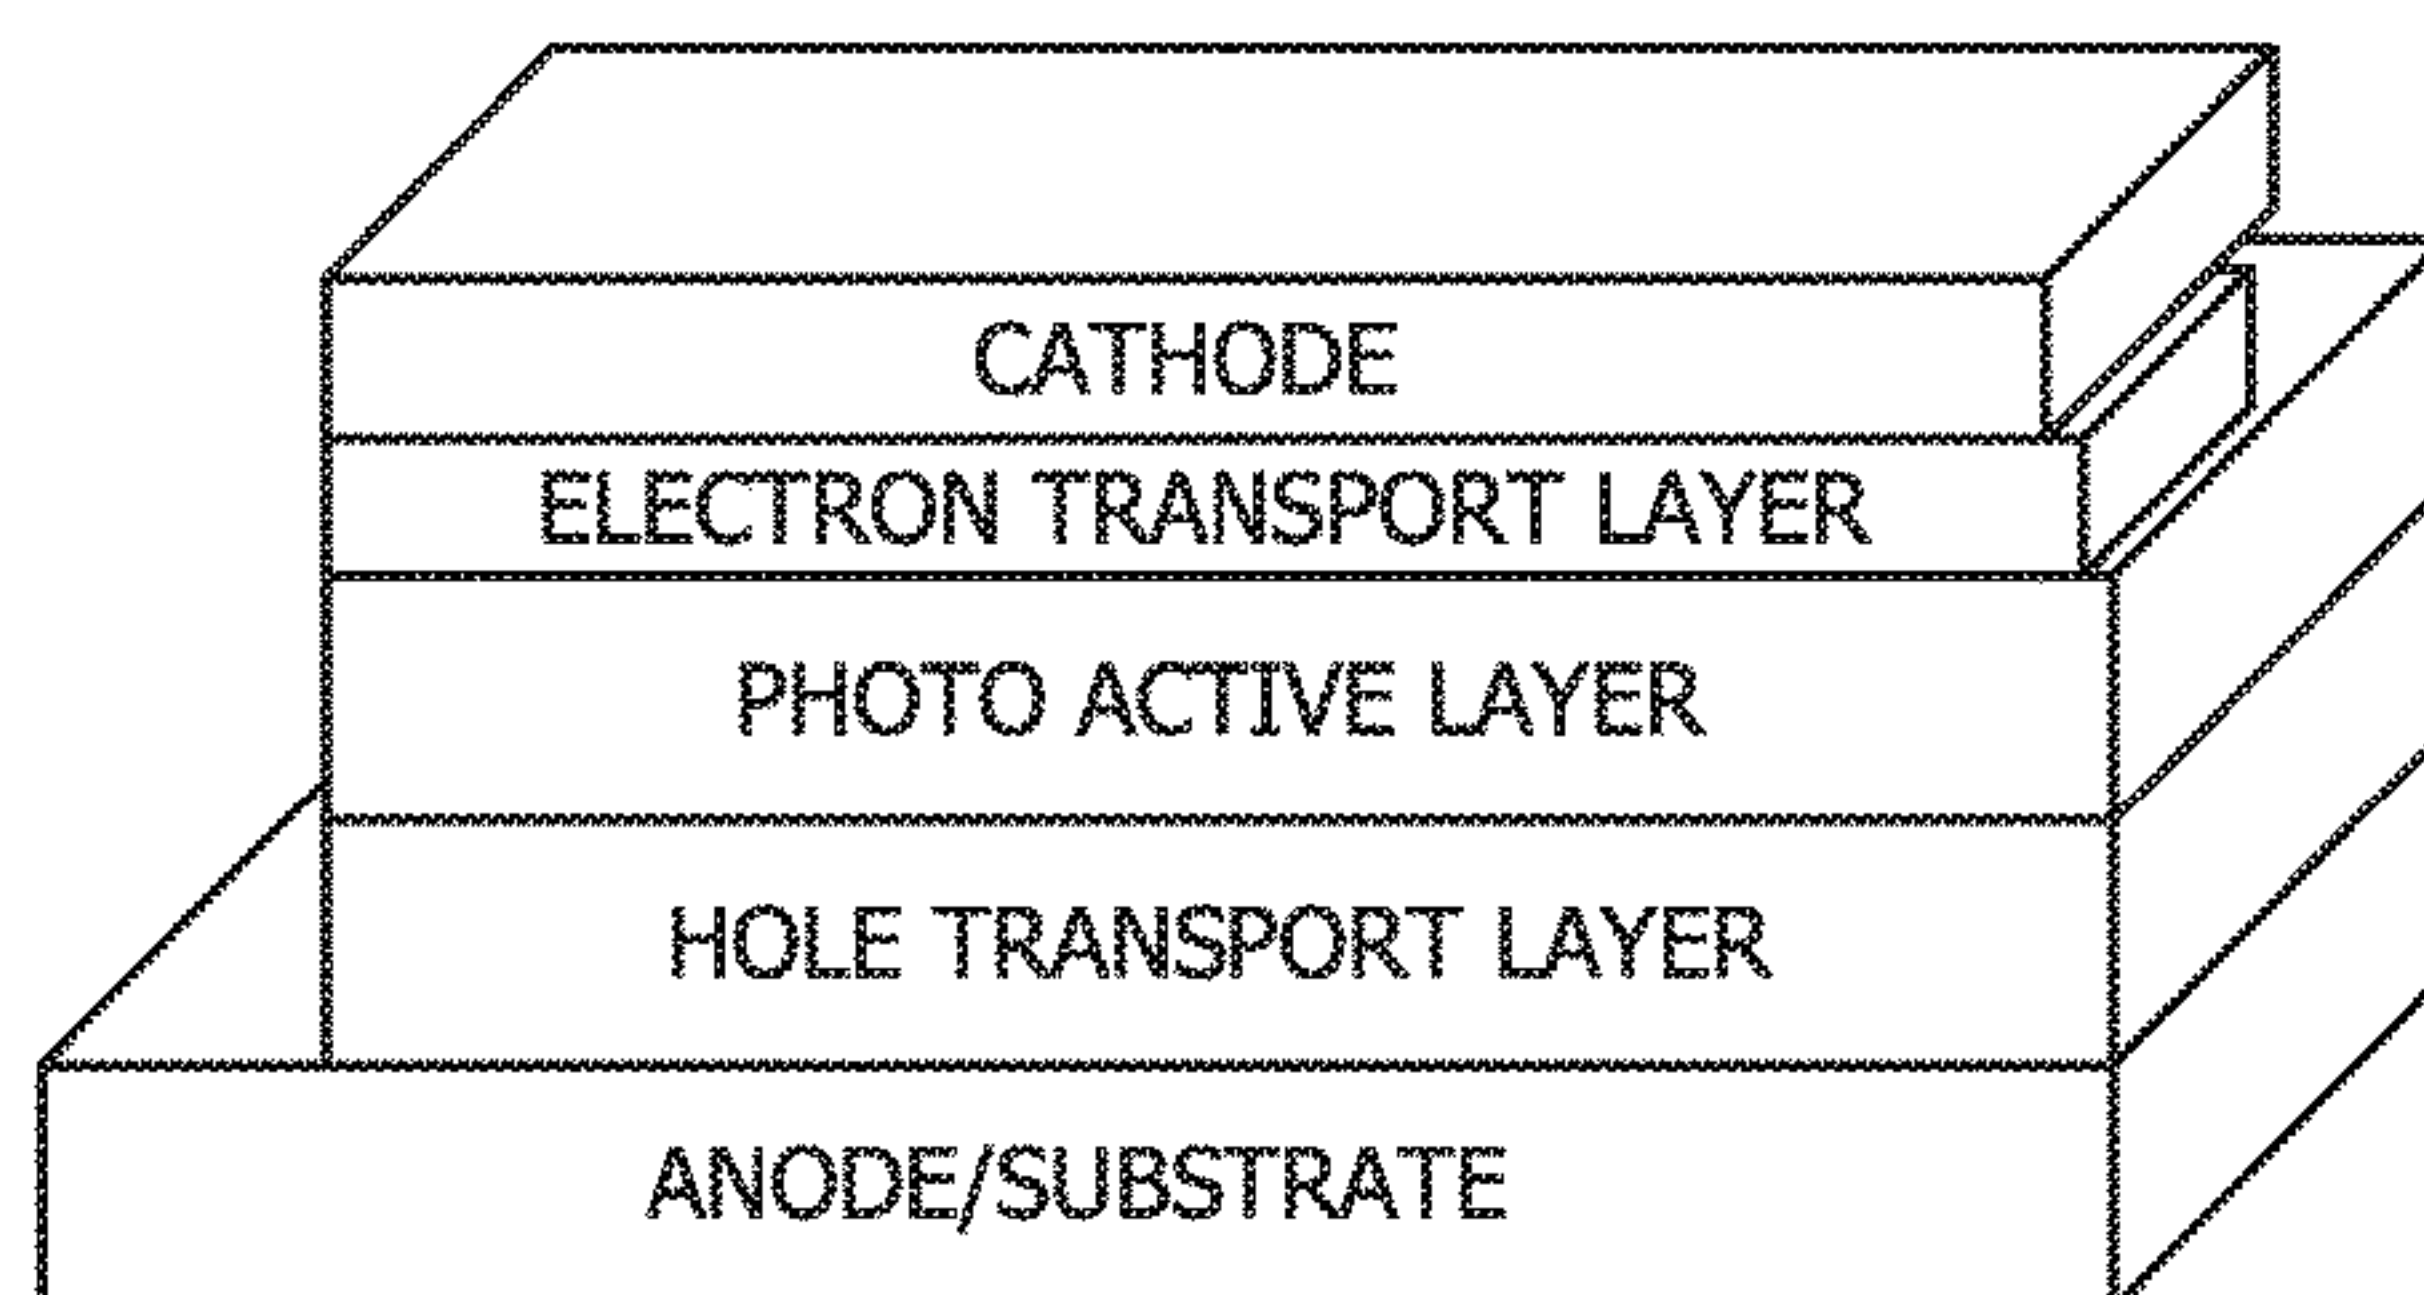 CATHODE
ELECTRON TRANSPORT LAYER
PHOTO ACTIVE LAYER
HOLE TRANSPORT LAYER
ANODE/SUBSTRATE